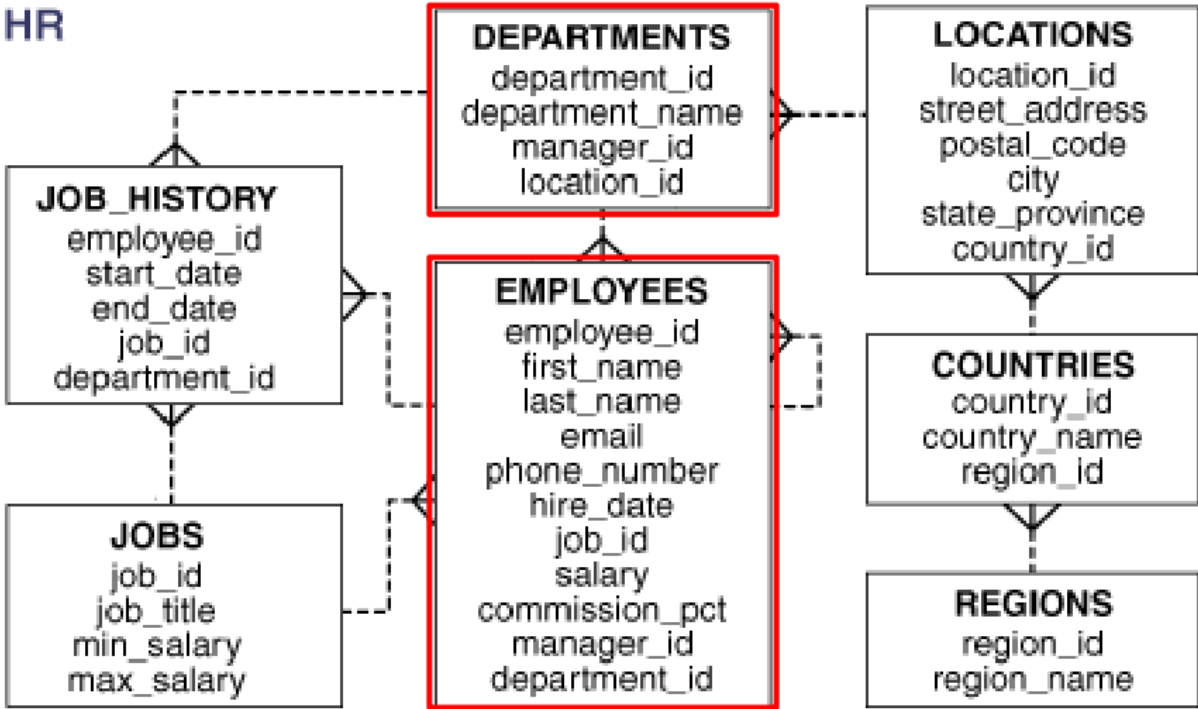 HR
DEPARTMENTS
department_id
department_name
manager_id
location_id
LOCATIONS
location_id
street_address
postal_code
city
state_province
country_id
JOB_HISTORY
employee_id
start_date
end_date
job_id
department_id
EMPLOYEES
employee_id
first_name
last_name
email
phone_number
hire_date
job_id
salary
commission_pct
manager_id
department_id
COUNTRIES
country_id
country_name
region_id
JOBS
job_id
job_title
min_salary
max_salary
REGIONS
region_id
region_name